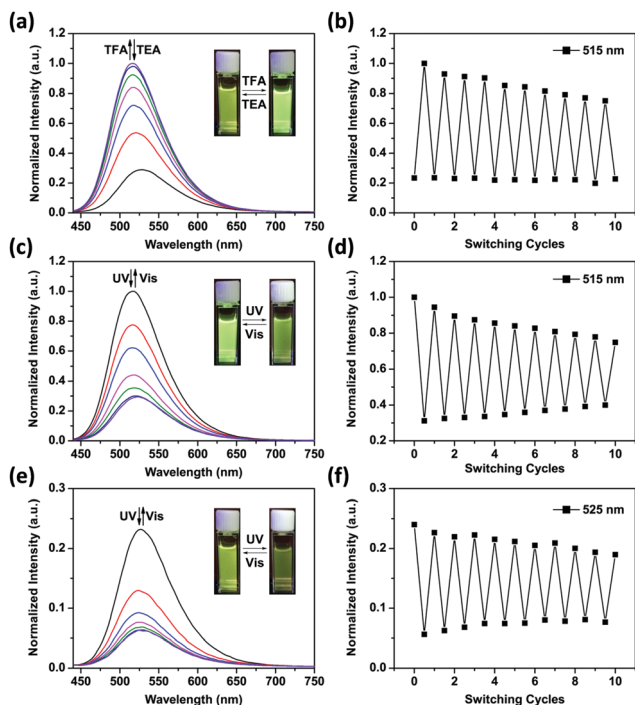 (a)
Normalized Intensity (a.u.)
1.0
0.8
0.6
0.4
0.2
0.0
TFA TEA
TFA
TEA
450 500 550 600 650 700 750
Wavelength (nm)
(b)
Normalized Intensity (a.u.)
1.2
1.0
0.8
0.6
0.4
0.2
0.0
515 nm
0 2 4 6 8 10
Switching Cycles
(c)
Normalized Intensity (a.u.)
1.2
1.0
0.8
0.6
0.4
0.2
0.0
UV Vis
UV
Vis
450 500 550 600 650 700 750
Wavelength (nm)
(d)
Normalized Intensity (a.u.)
1.2
1.0
0.8
0.6
0.4
0.2
515 nm
0 2 4 6 8 10
Switching Cycles
(e)
Normalized Intensity (a.u.)
0.3
0.2
0.1
0.0
UV Vis
UV
Vis
450 500 550 600 650 700 750
Wavelength (nm)
(f)
Normalized Intensity (a.u.)
0.3
0.2
0.1
0.0
525 nm
0 2 4 6 8 10
Switching Cycles